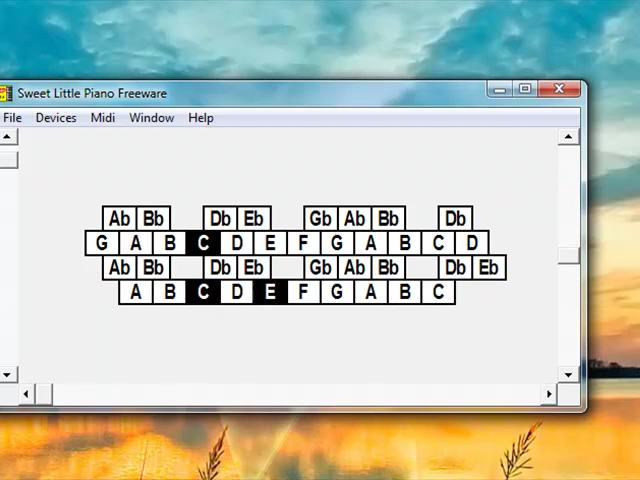 Sweet Little Piano Freeware
File Devices Midi Window Help
Ab Bb Db Eb Gb Ab Bb Db
G A B C D E F G A B C D
Ab Bb Db Eb Gb Ab Bb Db Eb
A B C D E F G A B C